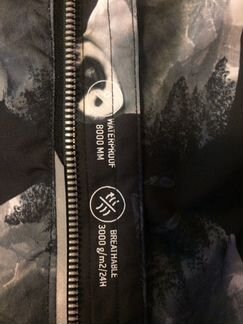 WATERPROOF
8000 MM
BREATHABLE
3000 g/m2/24H